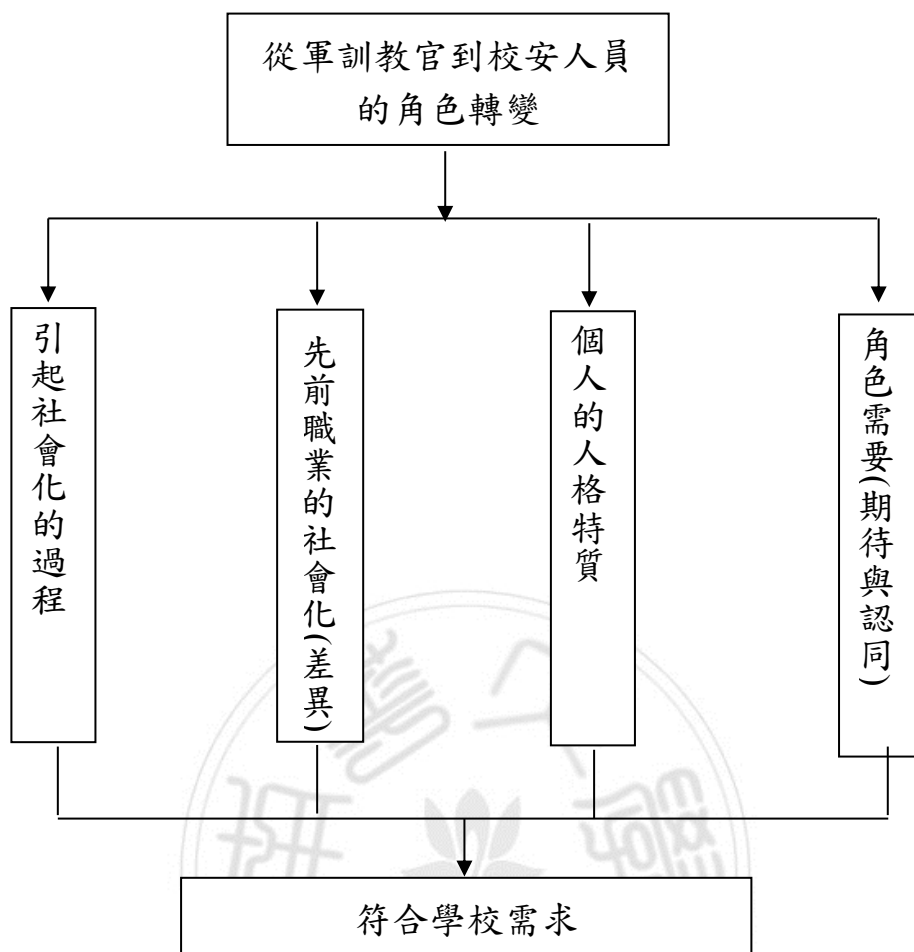 從軍訓教官到校安人員
的角色轉變
引起社會化的過程
先前職業的社會化(差異)
個人的人格特質
角色需要(期待與認同)
符合學校需求